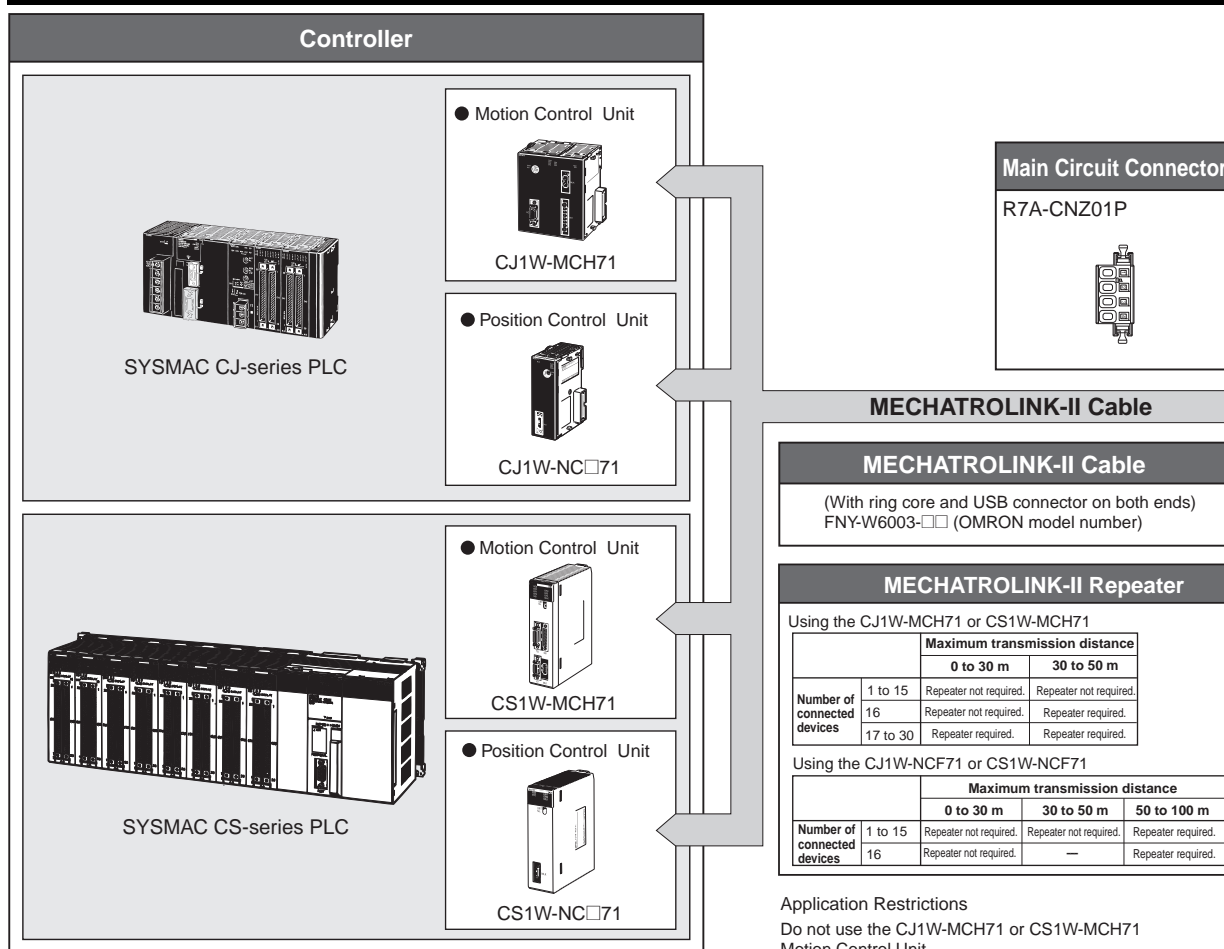 Controller
● Motion Control Unit
CJ1W-MCH71
SYSMAC CJ-series PLC
● Position Control Unit
CJ1W-NC□71
● Motion Control Unit
CS1W-MCH71
SYSMAC CS-series PLC
● Position Control Unit
CS1W-NC□71
Main Circuit Connector
R7A-CNZ01P
MECHATROLINK-II Cable
MECHATROLINK-II Cable
(With ring core and USB connector on both ends)
FNY-W6003-□□ (OMRON model number)
MECHATROLINK-II Repeater
Using the CJ1W-MCH71 or CS1W-MCH71
Maximum transmission distance
0 to 30 m 30 to 50 m
Number of connected devices
1 to 15 Repeater not required. Repeater not required.
16 Repeater not required. Repeater required.
17 to 30 Repeater required. Repeater required.
Using the CJ1W-NCF71 or CS1W-NCF71
Maximum transmission distance
0 to 30 m 30 to 50 m 50 to 100 m
Number of connected devices
1 to 15 Repeater not required. Repeater not required. Repeater required.
16 Repeater not required. — Repeater required.
Application Restrictions
Do not use the CJ1W-MCH71 or CS1W-MCH71
Motion Control Unit